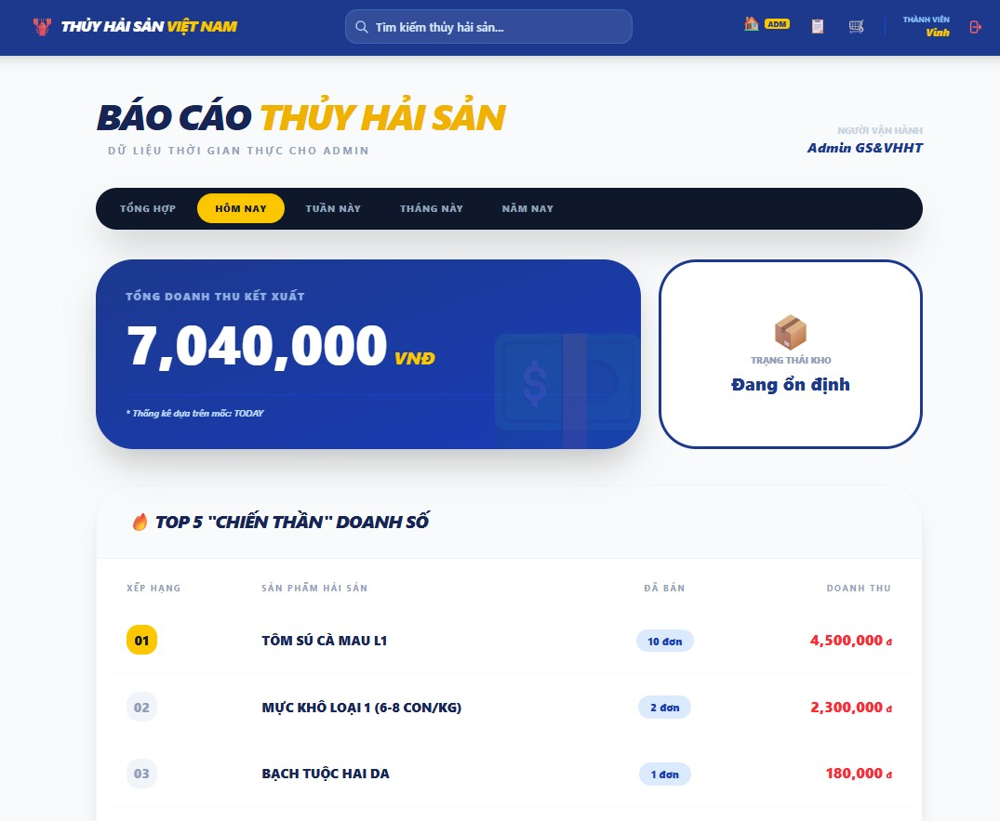 THỦY HẢI SẢN VIỆT NAM
Tìm kiếm thủy hải sản...
ADM
THÀNH VIÊN
Vinh
BÁO CÁO THỦY HẢI SẢN
DỮ LIỆU THỜI GIAN THỰC CHO ADMIN
NGƯỜI VẬN HÀNH
Admin GS&VHHT
TỔNG HỢP
HÔM NAY
TUẦN NÀY
THÁNG NÀY
NĂM NAY
TỔNG DOANH THU KẾT XUẤT
7,040,000 VNĐ
* Thống kê dựa trên mốc: TODAY
TRẠNG THÁI KHO
Đang ổn định
TOP 5 "CHIẾN THẦN" DOANH SỐ
XẾP HẠNG SẢN PHẨM HẢI SẢN ĐÃ BÁN DOANH THU
01 TÔM SÚ CÀ MAU L1 10 đơn 4,500,000 đ
02 MỰC KHÔ LOẠI 1 (6-8 CON/KG) 2 đơn 2,300,000 đ
03 BẠCH TUỘC HAI DA 1 đơn 180,000 đ